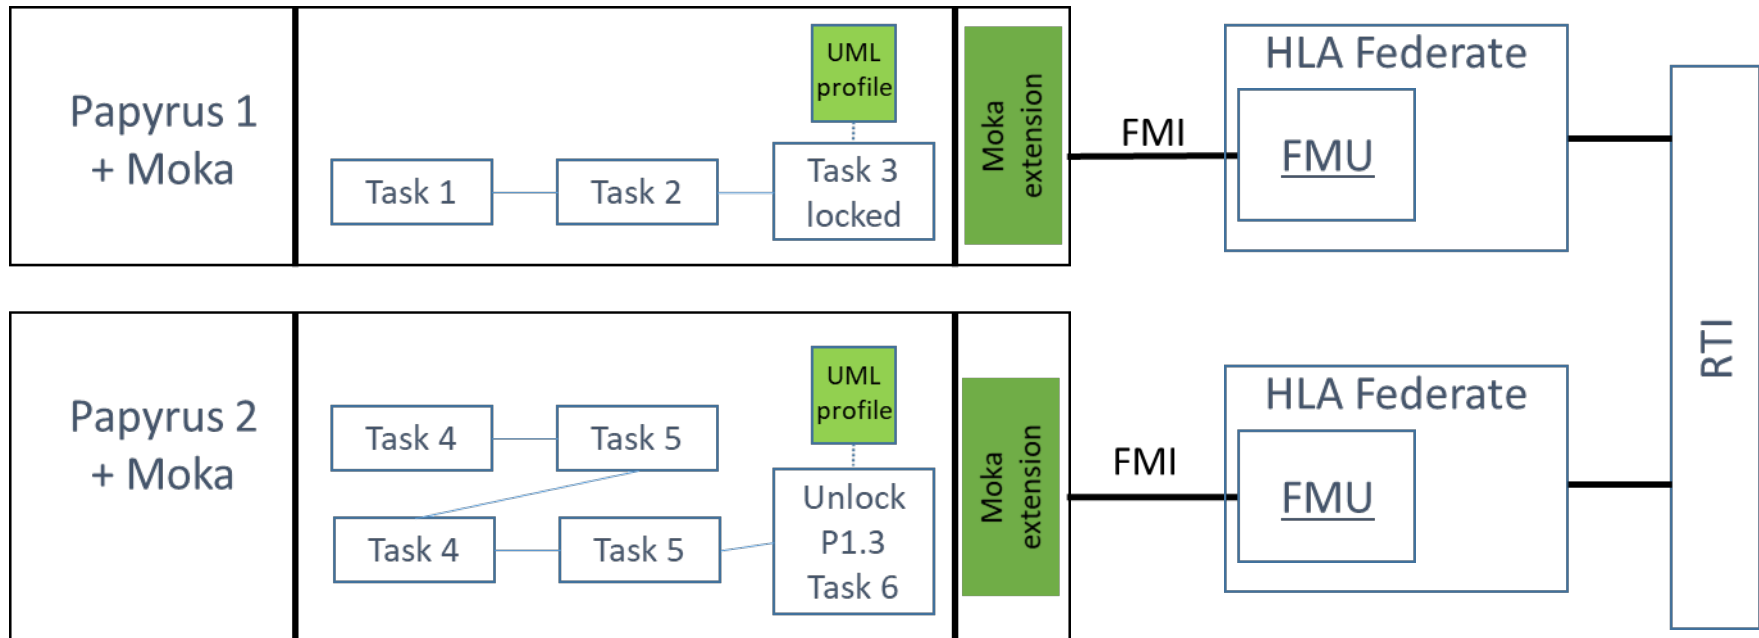 Papyrus 1
+ Moka
Task 1
Task 2
UML
profile
Task 3
locked
Moka
extension
FMI
HLA Federate
FMU
RTI
Papyrus 2
+ Moka
Task 4
Task 5
Task 4
Task 5
UML
profile
Unlock
P1.3
Task 6
Moka
extension
FMI
HLA Federate
FMU